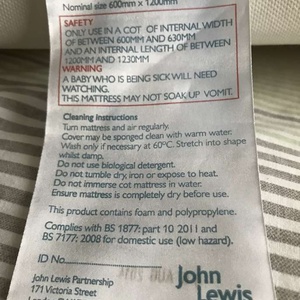 Nominal size 600mm x 1200mm
SAFETY
ONLY USE IN A COT OF INTERNAL WIDTH
OF BETWEEN 600MM AND 630MM
AND AN INTERNAL LENGTH OF BETWEEN
1200MM AND 1230MM
WARNING
A BABY WHO IS BEING SICK WILL NEED
WATCHING.
THIS MATTRESS MAY NOT SOAK UP VOMIT.
Cleaning Instructions
Turn mattress and air regularly.
Cover may be sponged clean with warm water.
Wash only if necessary at 60°C. Stretch into shape
whilst damp.
Do not use biological detergent.
Do not tumble dry, iron or expose to heat.
Do not immerse cot mattress in water.
Ensure mattress is completely dry before use.
This product contains foam and polypropylene.
Complies with BS 1877: part 10 2011 and
BS 7177: 2008 for domestic use (low hazard).
ID No
John Lewis Partnership
171 Victoria Street
John
Lewis